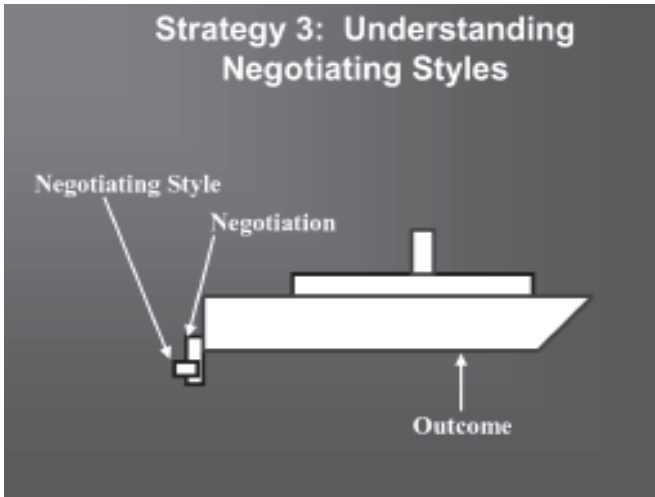 Strategy 3: Understanding
Negotiating Styles
Negotiating Style
Negotiation
Outcome